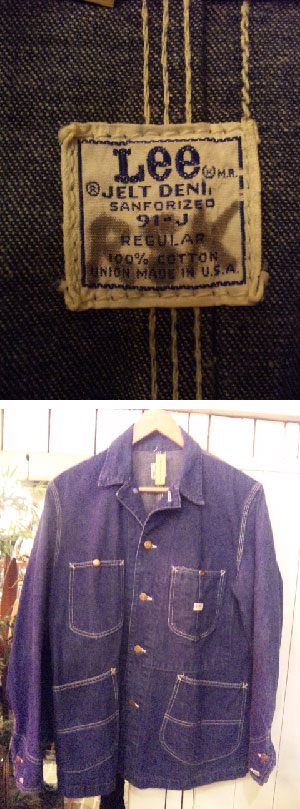 Lee ® M.R.
® JELT DENI
SANFORIZED
91-J
REGULAR
100% COTTON
UNION MADE IN U.S.A.